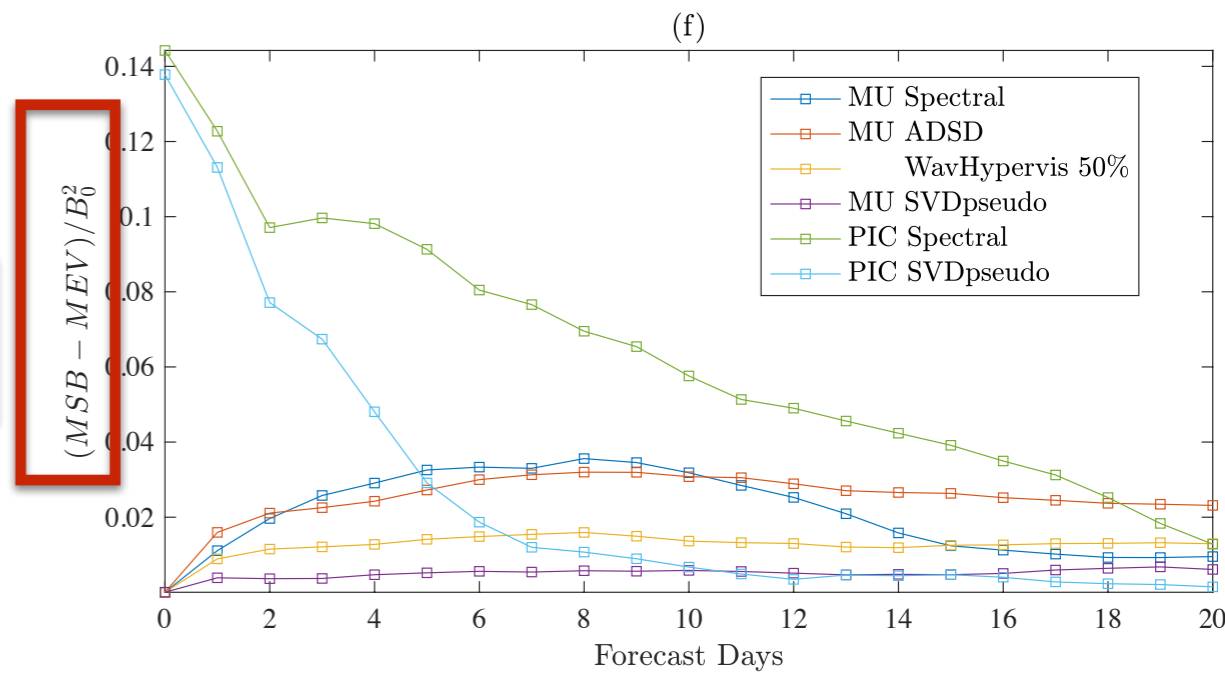 (f)
(MSB − MEV)/B₀²
0.14
0.12
0.1
0.08
0.06
0.04
0.02
MU Spectral
MU ADSD
WavHypervis 50%
MU SVDpseudo
PIC Spectral
PIC SVDpseudo
0 2 4 6 8 10 12 14 16 18 20
Forecast Days